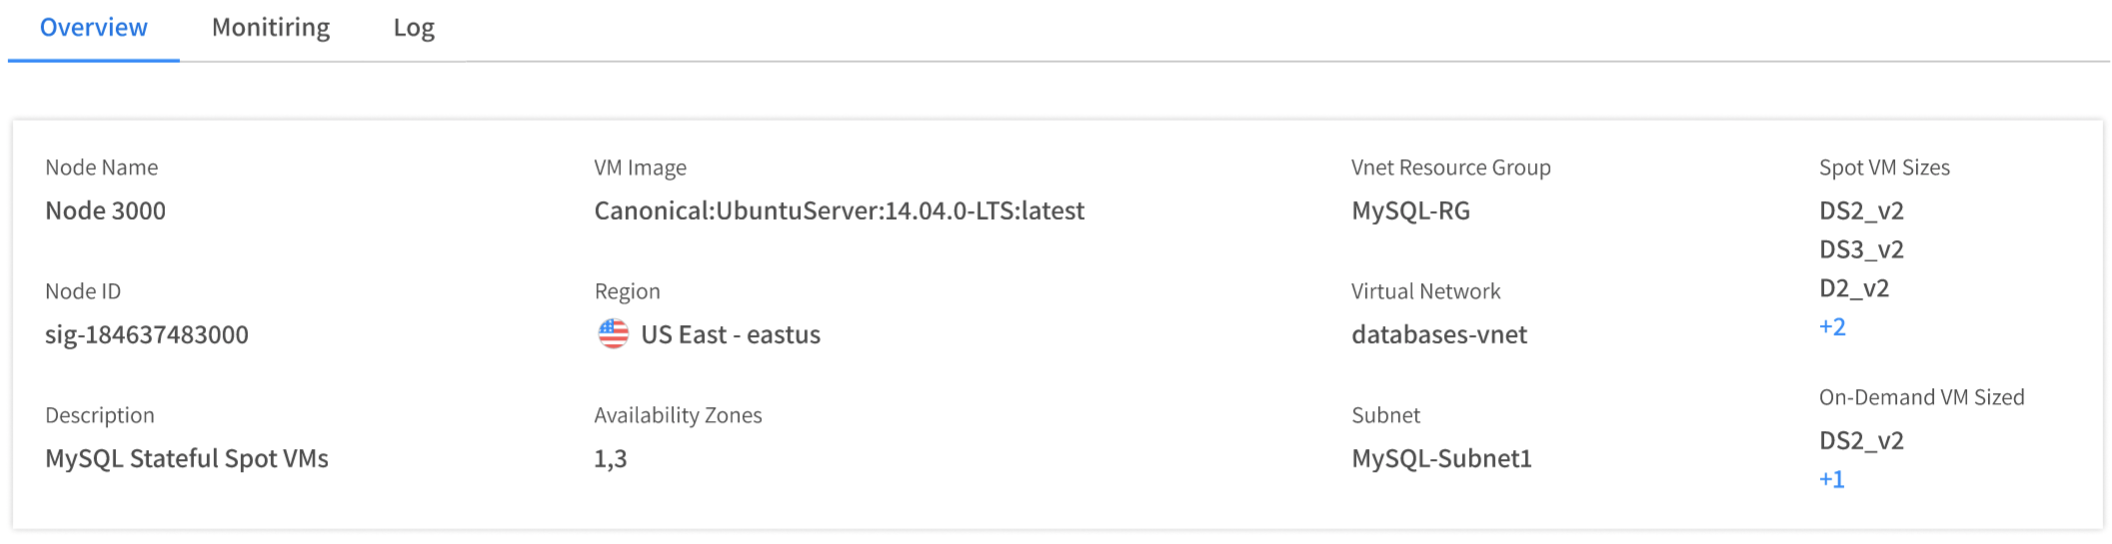 Overview
Monitiring
Log
Node Name
Node 3000
Node ID
sig-184637483000
Description
MySQL Stateful Spot VMs
VM Image
Canonical:UbuntuServer:14.04.0-LTS:latest
Region
US East - eastus
Availability Zones
1,3
Vnet Resource Group
MySQL-RG
Virtual Network
databases-vnet
Subnet
MySQL-Subnet1
Spot VM Sizes
DS2_v2
DS3_v2
D2_v2
+2
On-Demand VM Sized
DS2_v2
+1